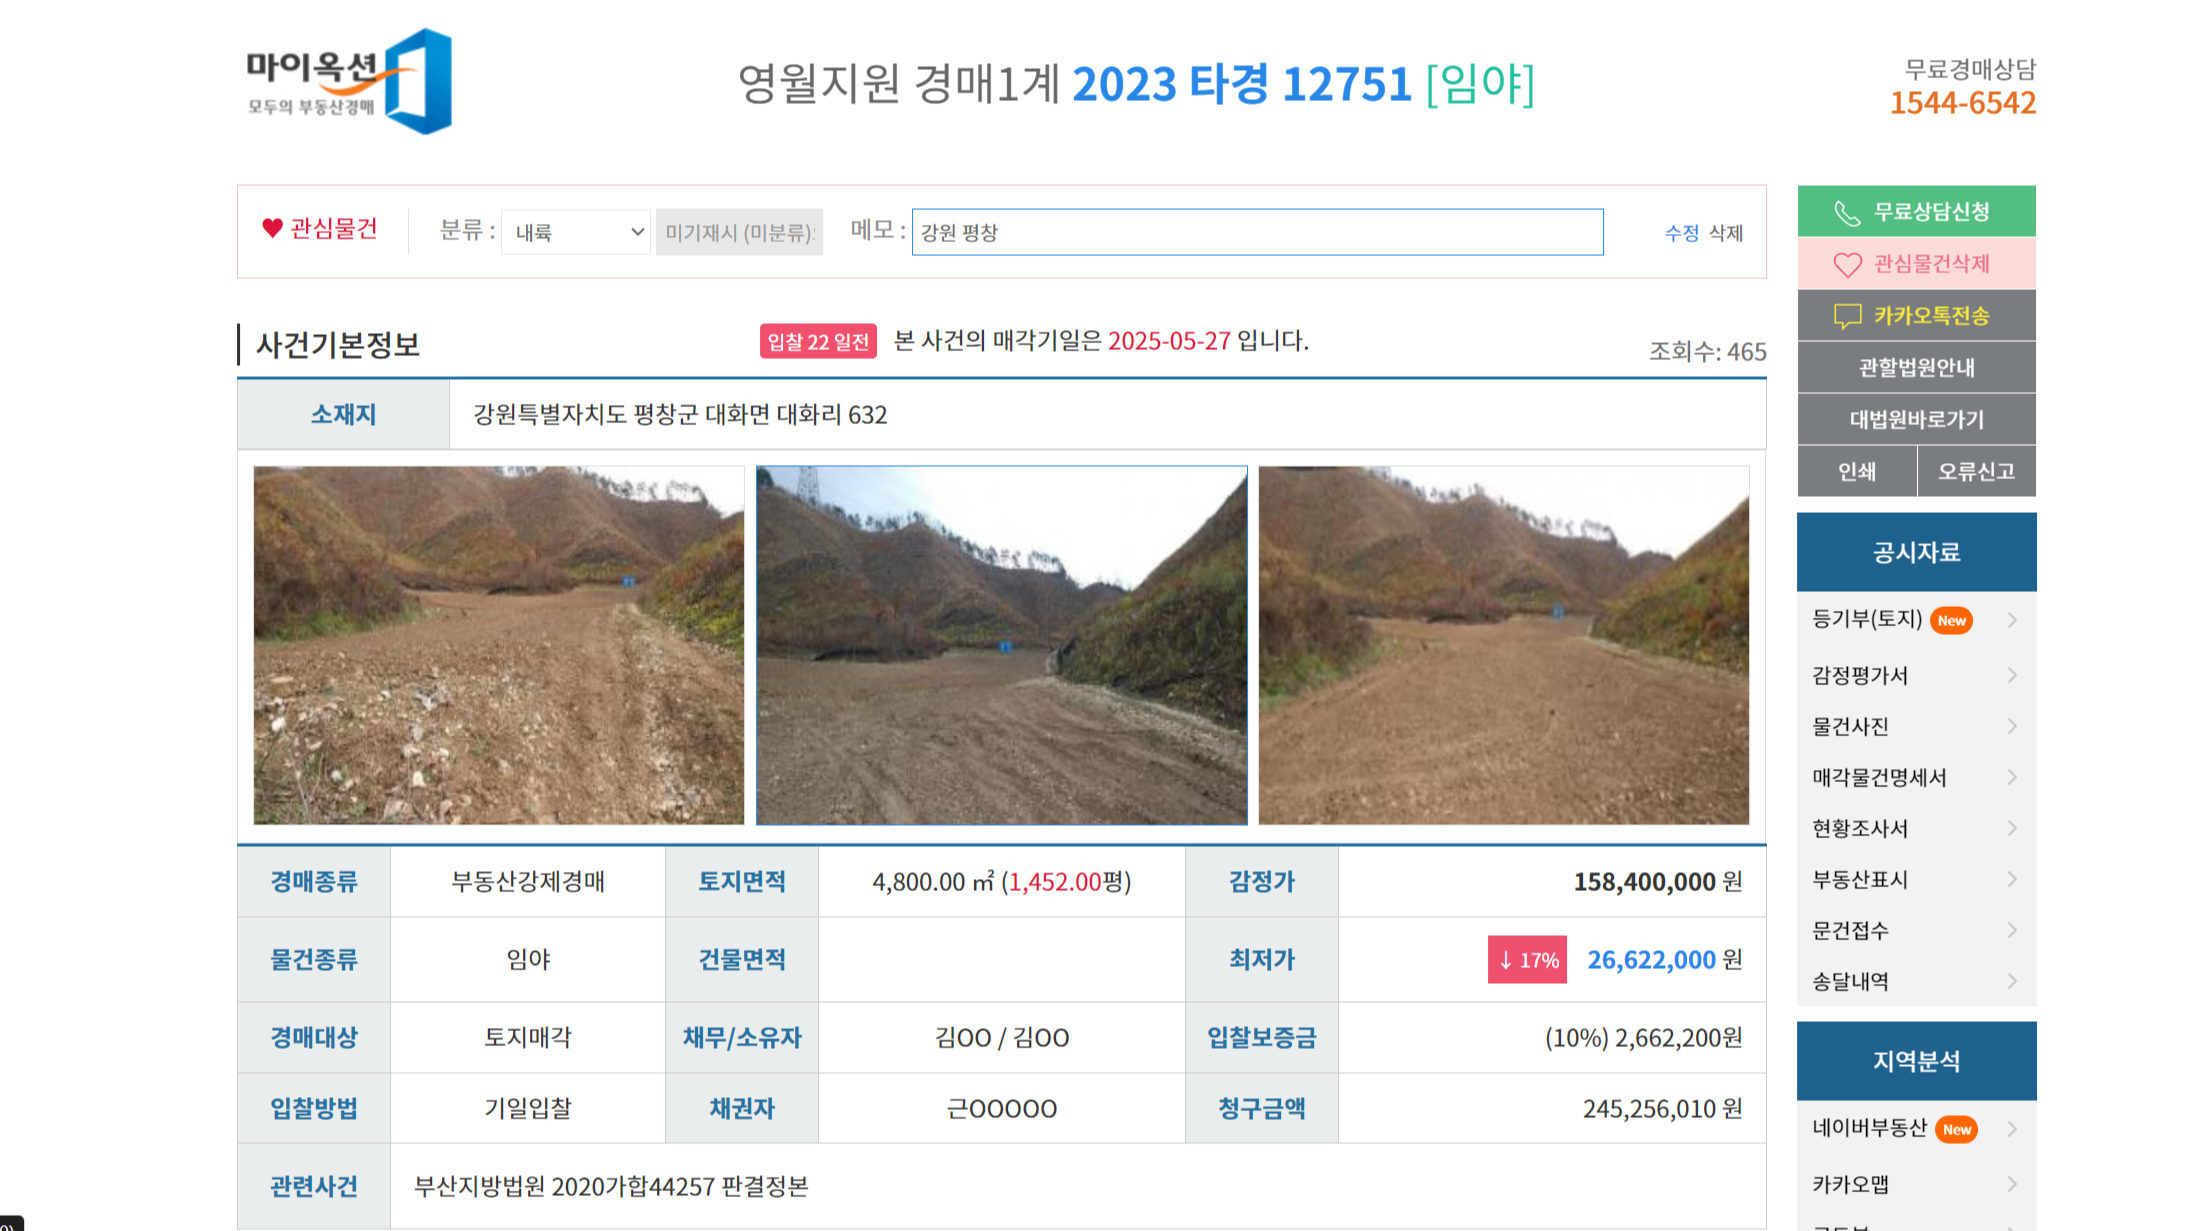 마이옥션
모두의 부동산경매
영월지원 경매1계 2023 타경 12751 [임야]
무료경매상담
1544-6542
관심물건 분류 : 내륙 미기재시 (미분류) 메모 : 강원 평창 수정 삭제
사건기본정보 입찰 22 일전 본 사건의 매각기일은 2025-05-27 입니다. 조회수: 465
소재지 강원특별자치도 평창군 대화면 대화리 632
경매종류 부동산강제경매 토지면적 4,800.00 ㎡ (1,452.00평) 감정가 158,400,000 원
물건종류 임야 건물면적 최저가 ↓ 17% 26,622,000 원
경매대상 토지매각 채무/소유자 김OO / 김OO 입찰보증금 (10%) 2,662,200원
입찰방법 기일입찰 채권자 근OOOOO 청구금액 245,256,010 원
관련사건 부산지방법원 2020가합44257 판결정본
무료상담신청
관심물건삭제
카카오톡전송
관할법원안내
대법원바로가기
인쇄 오류신고
공시자료
등기부(토지) New
감정평가서
물건사진
매각물건명세서
현황조사서
부동산표시
문건접수
송달내역
지역분석
네이버부동산 New
카카오맵